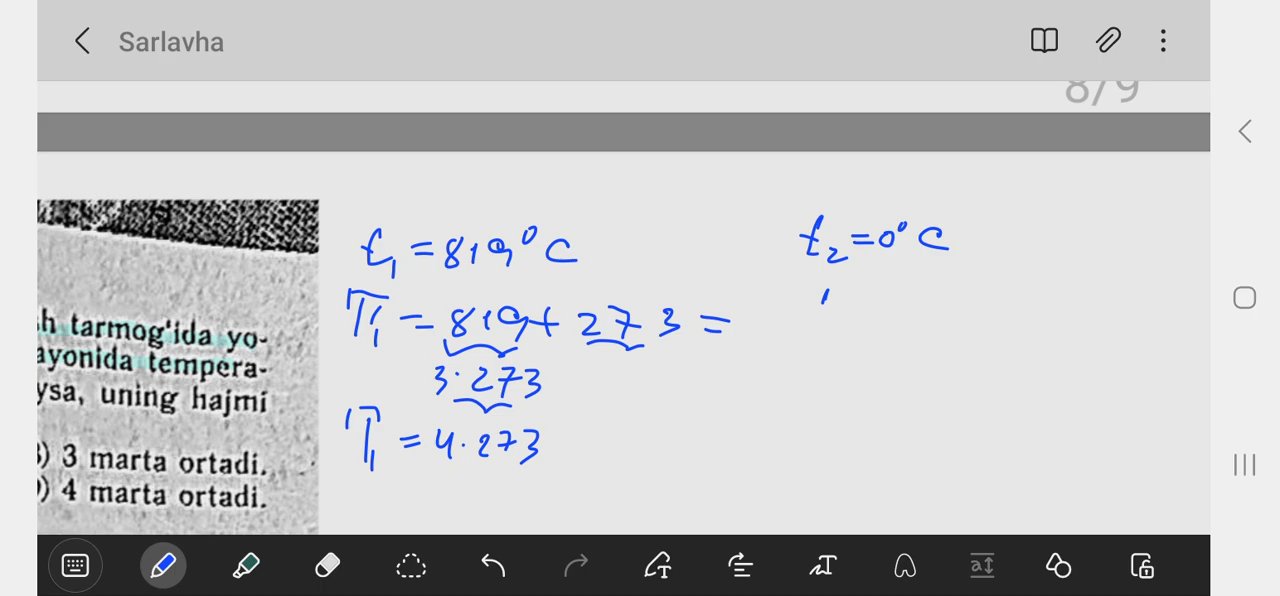 Sarlavha
8/9
h tarmog'ida yo-
ayonida tempera-
ysa, uning hajmi
) 3 marta ortadi.
) 4 marta ortadi.
t₁ = 819° C
T₁ = 819 + 273 =
3·273
T₁ = 4·273
t₂ = 0° C